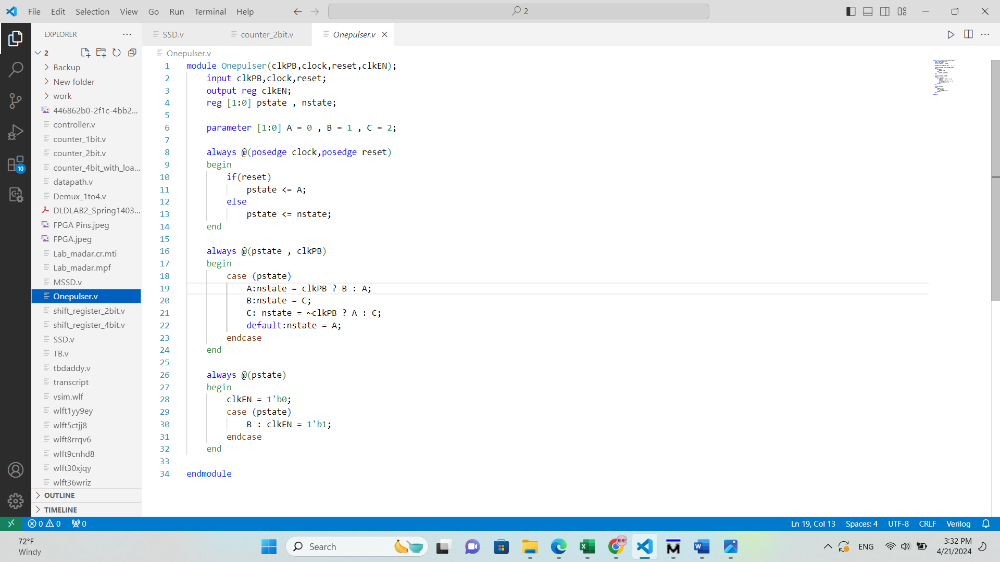 File Edit Selection View Go Run Terminal Help
2
EXPLORER
SSD.v
counter_2bit.v
Onepulser.v
2
Backup
New folder
work
446862b0-2f1c-4bb2...
controller.v
counter_1bit.v
counter_2bit.v
counter_4bit_with_loa...
datapath.v
Demux_1to4.v
DLDLAB2_Spring1403...
FPGA Pins.jpeg
FPGA.jpeg
Lab_madar.cr.mti
Lab_madar.mpf
MSSD.v
Onepulser.v
shift_register_2bit.v
shift_register_4bit.v
SSD.v
TB.v
tbdaddy.v
transcript
vsim.wlf
wlft1yy9ey
wlft5ctjj8
wlft8rrqv6
wlft9cnhd8
wlft30xjqy
wlft36wriz
OUTLINE
TIMELINE
10
Onepulser.v
1 module Onepulser(clkPB,clock,reset,clkEN);
2 input clkPB,clock,reset;
3 output reg clkEN;
4 reg [1:0] pstate , nstate;
5
6 parameter [1:0] A = 0 , B = 1 , C = 2;
7
8 always @(posedge clock,posedge reset)
9 begin
10 if(reset)
11 pstate <= A;
12 else
13 pstate <= nstate;
14 end
15
16 always @(pstate , clkPB)
17 begin
18 case (pstate)
19 A:nstate = clkPB ? B : A;
20 B:nstate = C;
21 C: nstate = ~clkPB ? A : C;
22 default:nstate = A;
23 endcase
24 end
25
26 always @(pstate)
27 begin
28 clkEN = 1'b0;
29 case (pstate)
30 B : clkEN = 1'b1;
31 endcase
32 end
33
34 endmodule
0 0 0
Ln 19, Col 13 Spaces: 4 UTF-8 CRLF Verilog
72°F
Windy
Search
ENG
3:32 PM
4/21/2024